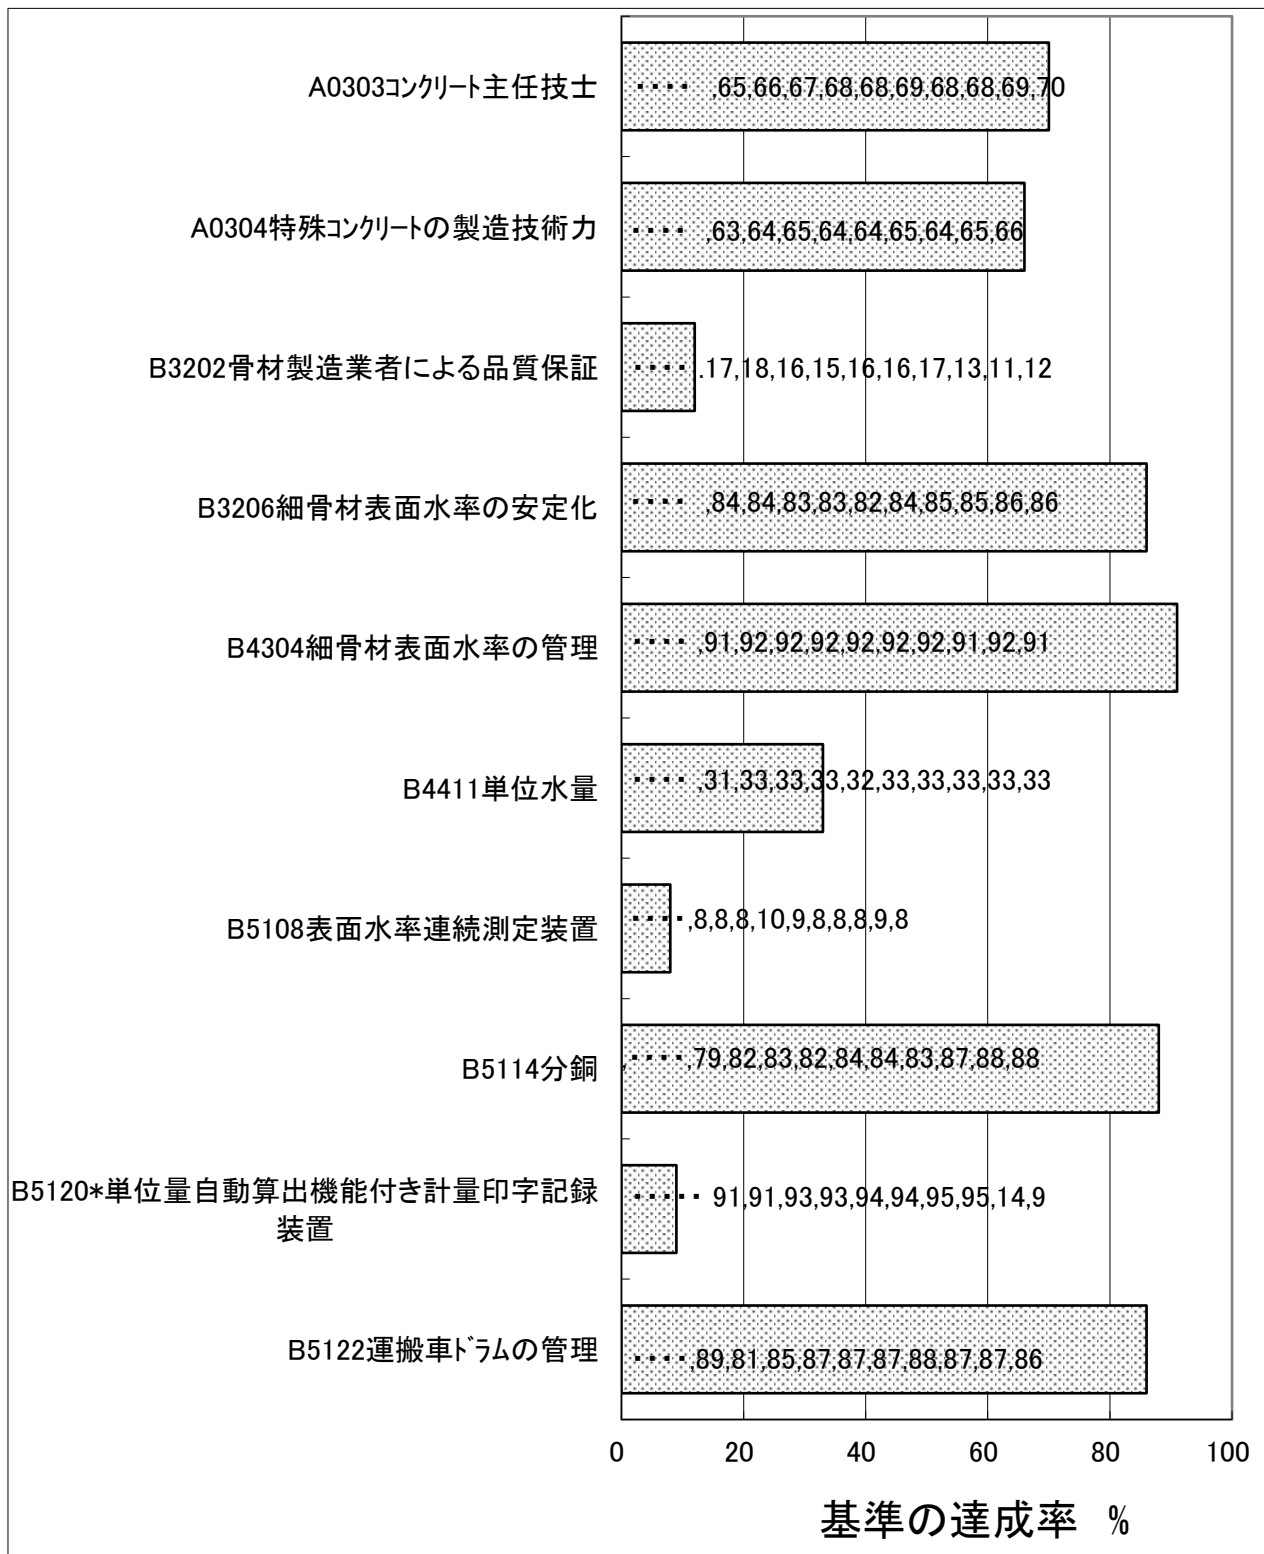 A0303ｺﾝｸﾘｰﾄ主任技士
････ ,65,66,67,68,68,69,68,68,69,70
A0304特殊ｺﾝｸﾘｰﾄの製造技術力
････ ,63,64,65,64,64,65,64,65,66
B3202骨材製造業者による品質保証
････.17,18,16,15,16,16,17,13,11,12
B3206細骨材表面水率の安定化
････ ,84,84,83,83,82,84,85,85,86,86
B4304細骨材表面水率の管理
････ ,91,92,92,92,92,92,92,91,92,91
B4411単位水量
････ ,31,33,33,33,32,33,33,33,33,33
B5108表面水率連続測定装置
････,8,8,8,10,9,8,8,8,9,8
B5114分銅
,････,79,82,83,82,84,84,83,87,88,88
B5120*単位量自動算出機能付き計量印字記録
装置
･････ 91,91,93,93,94,94,95,95,14,9
B5122運搬車ﾄﾞﾗﾑの管理
････,89,81,85,87,87,87,88,87,87,86
0 20 40 60 80 100
基準の達成率 %